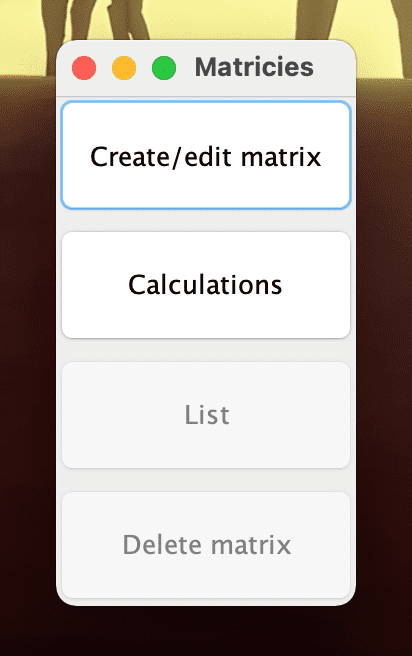 Matricies
Create/edit matrix
Calculations
List
Delete matrix